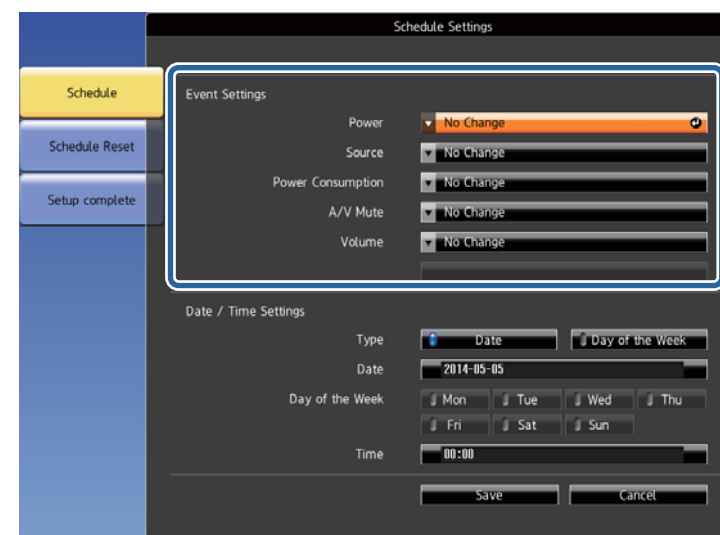 Schedule Settings
Schedule
Schedule Reset
Setup complete
Event Settings
Power No Change
Source No Change
Power Consumption No Change
A/V Mute No Change
Volume No Change
Date / Time Settings
Type Date Day of the Week
Date 2014-05-05
Day of the Week Mon Tue Wed Thu
Fri Sat Sun
Time 00:00
Save Cancel